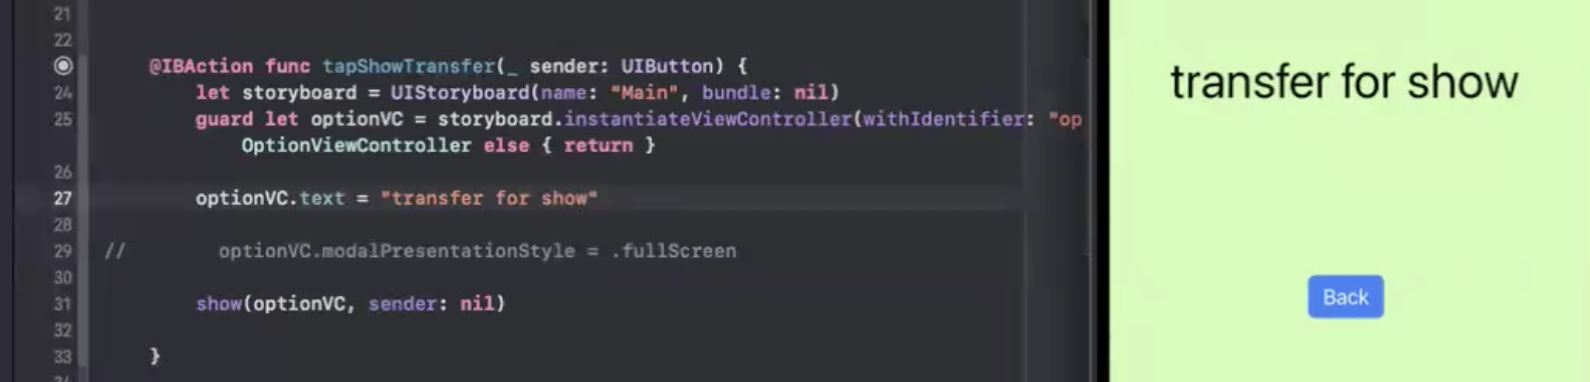 21
22
@IBAction func tapShowTransfer(_ sender: UIButton) {
24 let storyboard = UIStoryboard(name: "Main", bundle: nil)
25 guard let optionVC = storyboard.instantiateViewController(withIdentifier: "op
OptionViewController else { return }
26
27 optionVC.text = "transfer for show"
28
29 // optionVC.modalPresentationStyle = .fullScreen
30
31 show(optionVC, sender: nil)
32
33 }
transfer for show
Back